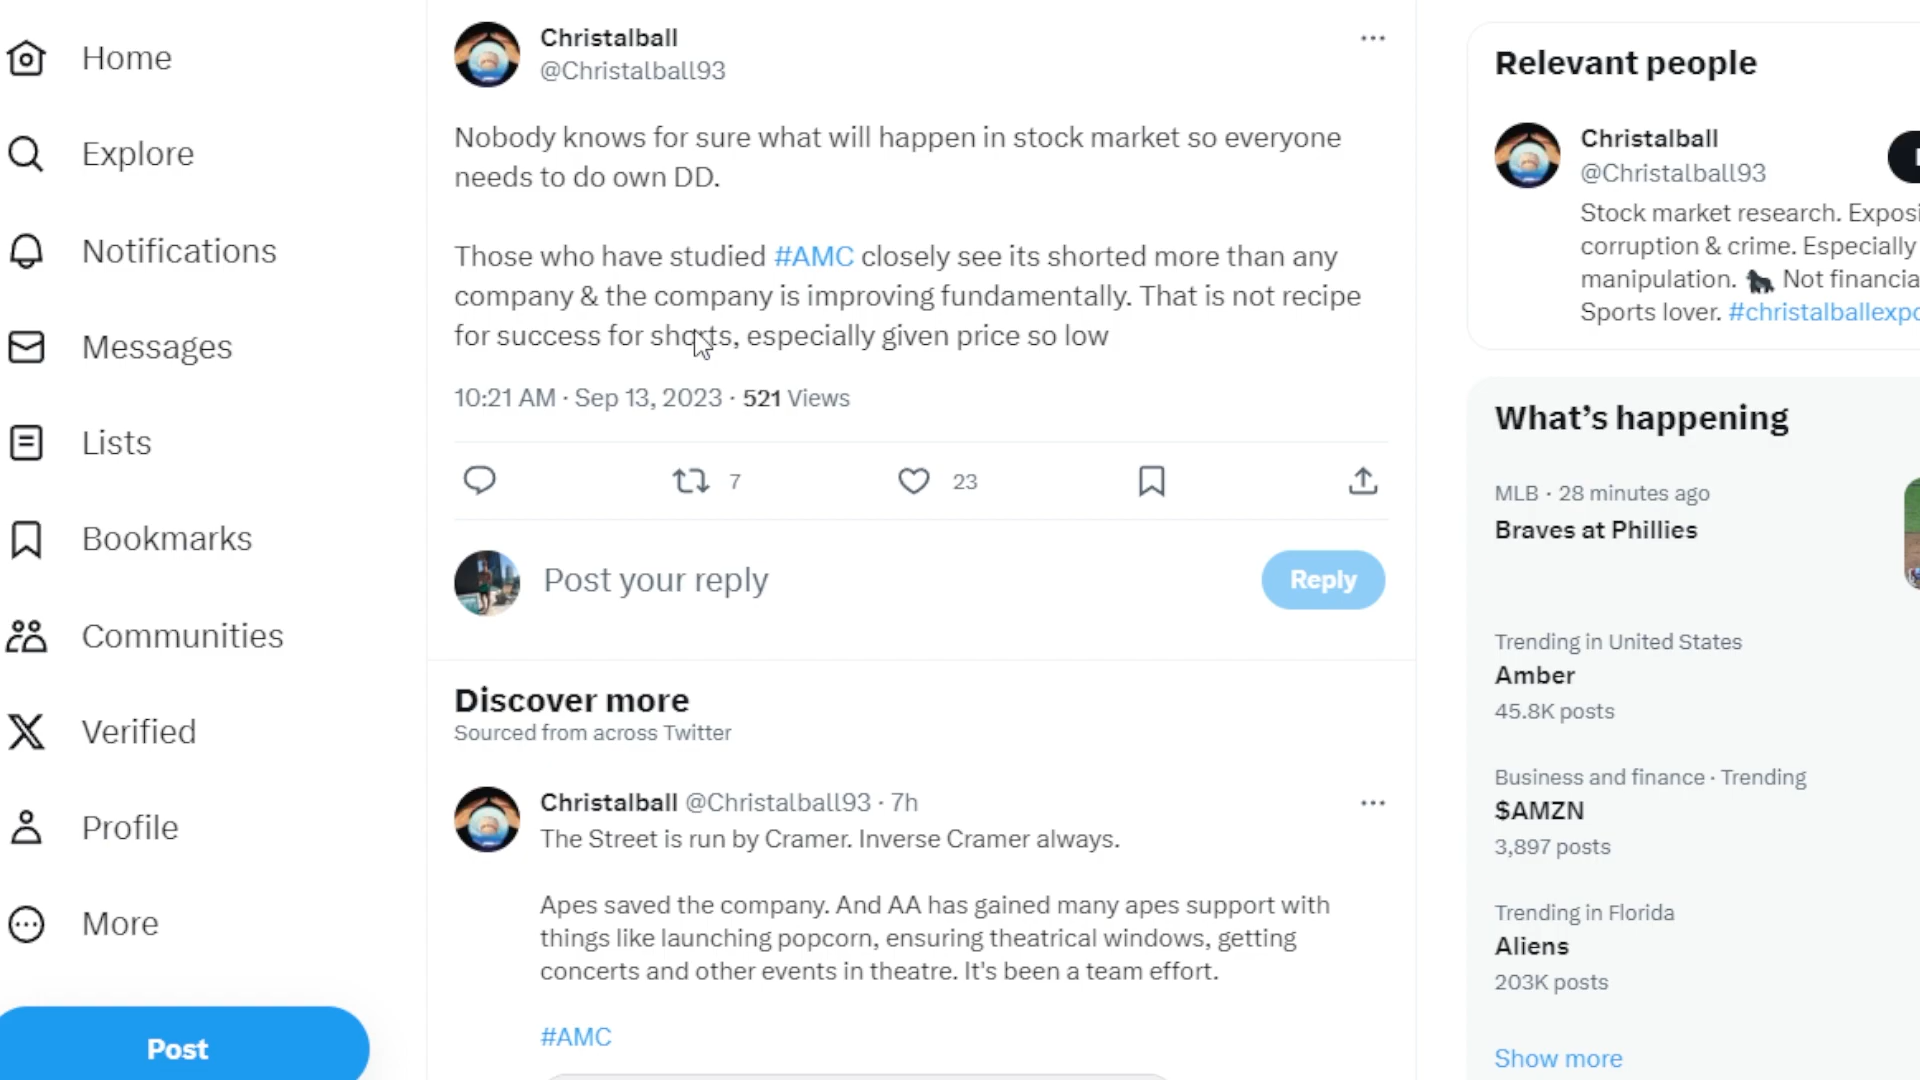 Home
Explore
Notifications
Messages
Lists
Bookmarks
Communities
Verified
Profile
More
Post
Christalball
@Christalball93
Nobody knows for sure what will happen in stock market so everyone
needs to do own DD.
Those who have studied #AMC closely see its shorted more than any
company & the company is improving fundamentally. That is not recipe
for success for shorts, especially given price so low
10:21 AM · Sep 13, 2023 · 521 Views
7
23
Post your reply
Reply
Discover more
Sourced from across Twitter
Christalball @Christalball93 · 7h
The Street is run by Cramer. Inverse Cramer always.
Apes saved the company. And AA has gained many apes support with
things like launching popcorn, ensuring theatrical windows, getting
concerts and other events in theatre. It's been a team effort.
#AMC
Relevant people
Christalball
@Christalball93
Stock market research. Exposi
corruption & crime. Especially
manipulation. 🦍 Not financia
Sports lover. #christalballexpo
What's happening
MLB · 28 minutes ago
Braves at Phillies
Trending in United States
Amber
45.8K posts
Business and finance · Trending
$AMZN
3,897 posts
Trending in Florida
Aliens
203K posts
Show more